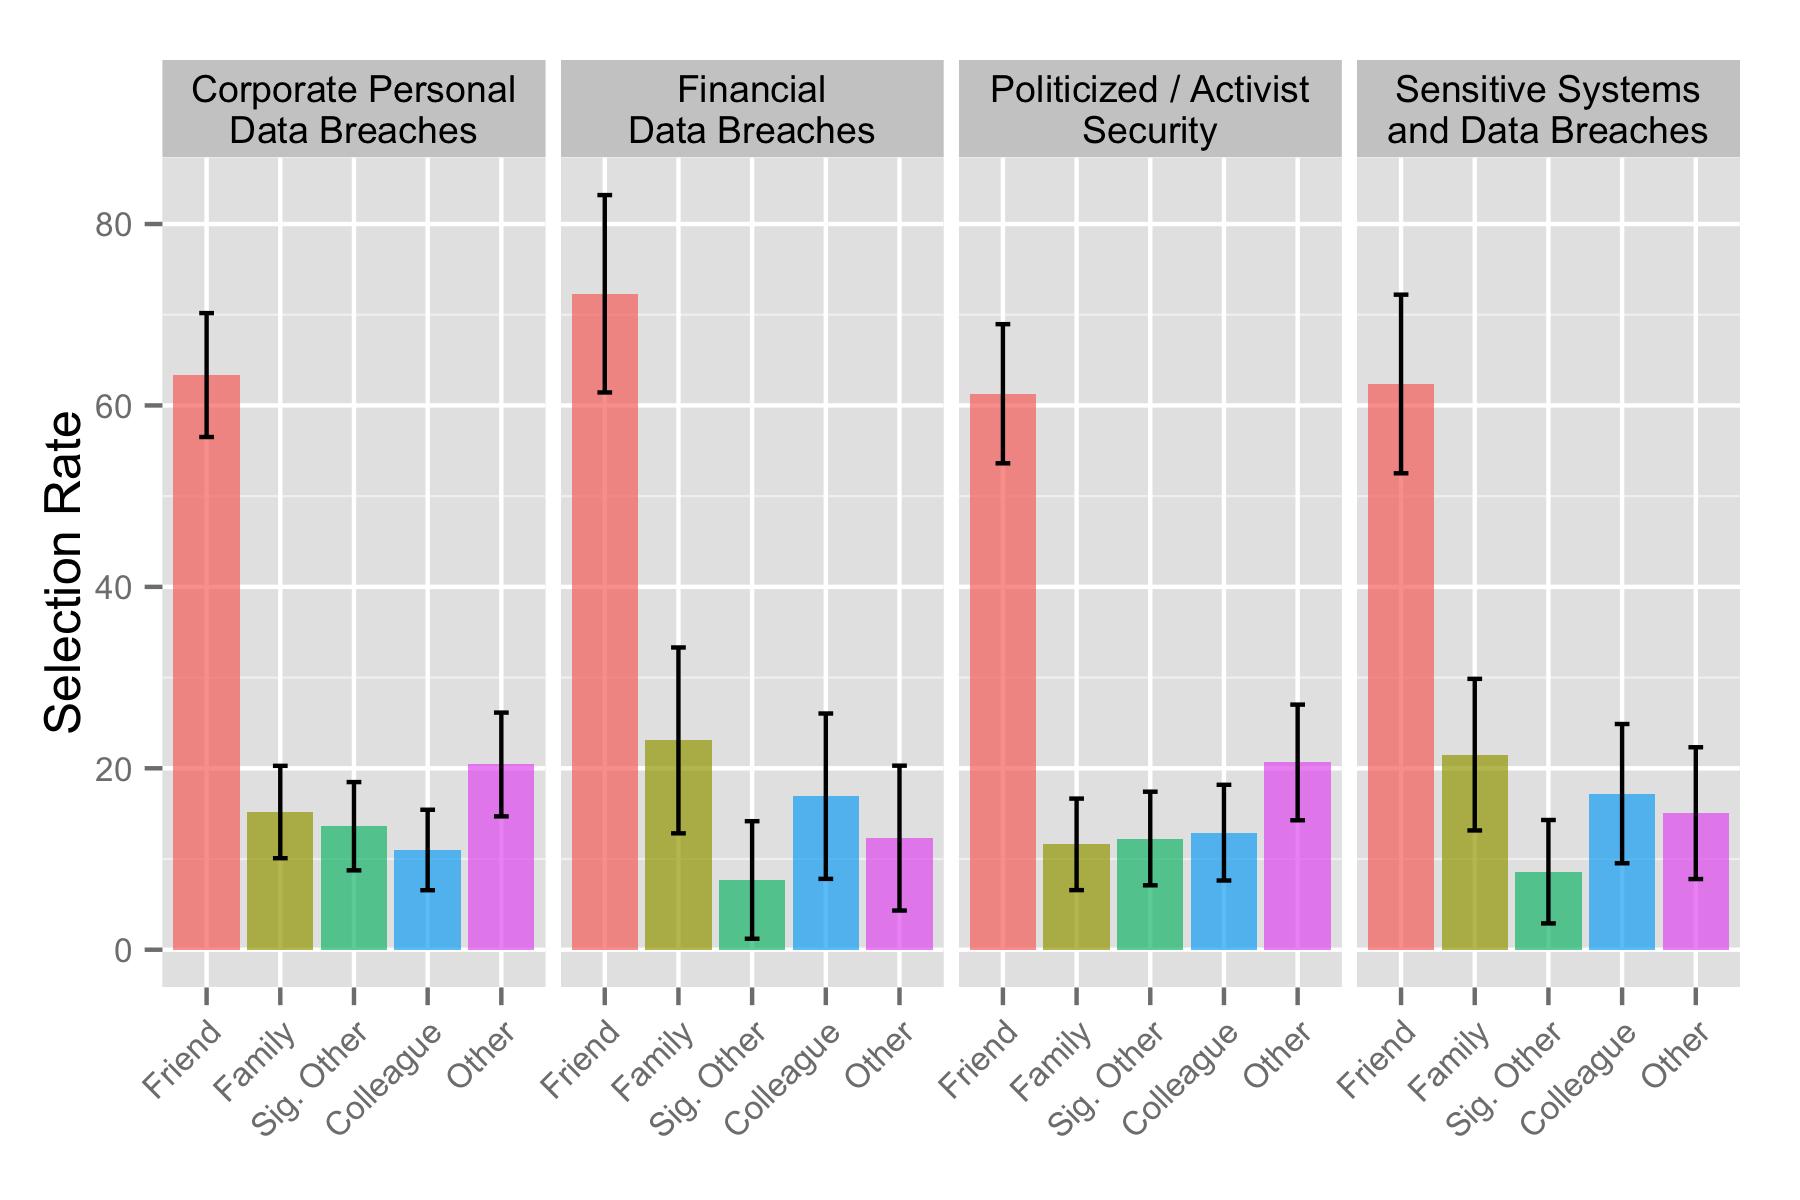 Corporate Personal
Data Breaches
Financial
Data Breaches
Politicized / Activist
Security
Sensitive Systems
and Data Breaches
Selection Rate
80
60
40
20
0
Friend
Family
Sig. Other
Colleague
Other
Friend
Family
Sig. Other
Colleague
Other
Friend
Family
Sig. Other
Colleague
Other
Friend
Family
Sig. Other
Colleague
Other